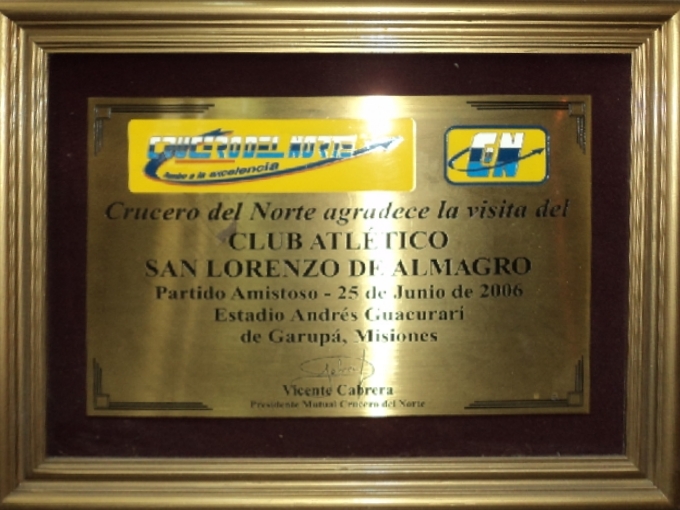 CRUCERO DEL NORTE
rumbo a la excelencia
CN
Crucero del Norte agradece la visita del
CLUB ATLÉTICO
SAN LORENZO DE ALMAGRO
Partido Amistoso - 25 de Junio de 2006
Estadio Andrés Guacurarí
de Garupá, Misiones
Vicente Cabrera
Presidente Mutual Crucero del Norte